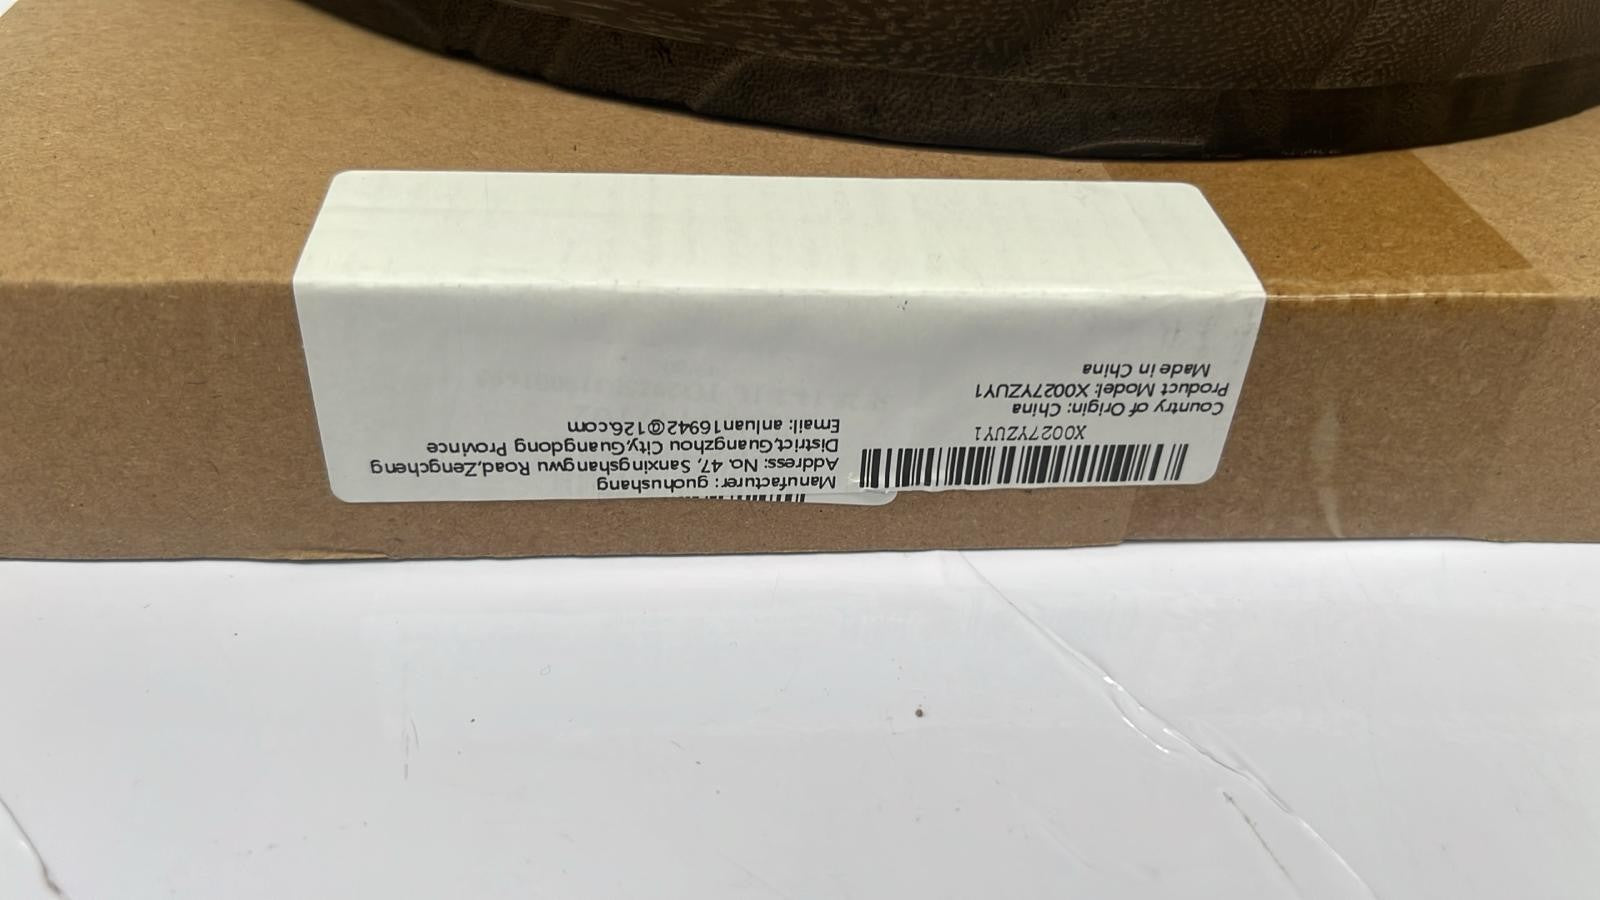 X0027YZUY1
Country of Origin: China
Product Model: X0027YZUY1
Made in China
Manufacturer: guohushang
Address: No. 47, Sanxingshangwu Road,Zengcheng
District,Guangzhou City,Guangdong Province
Email: anluan16942@126.com